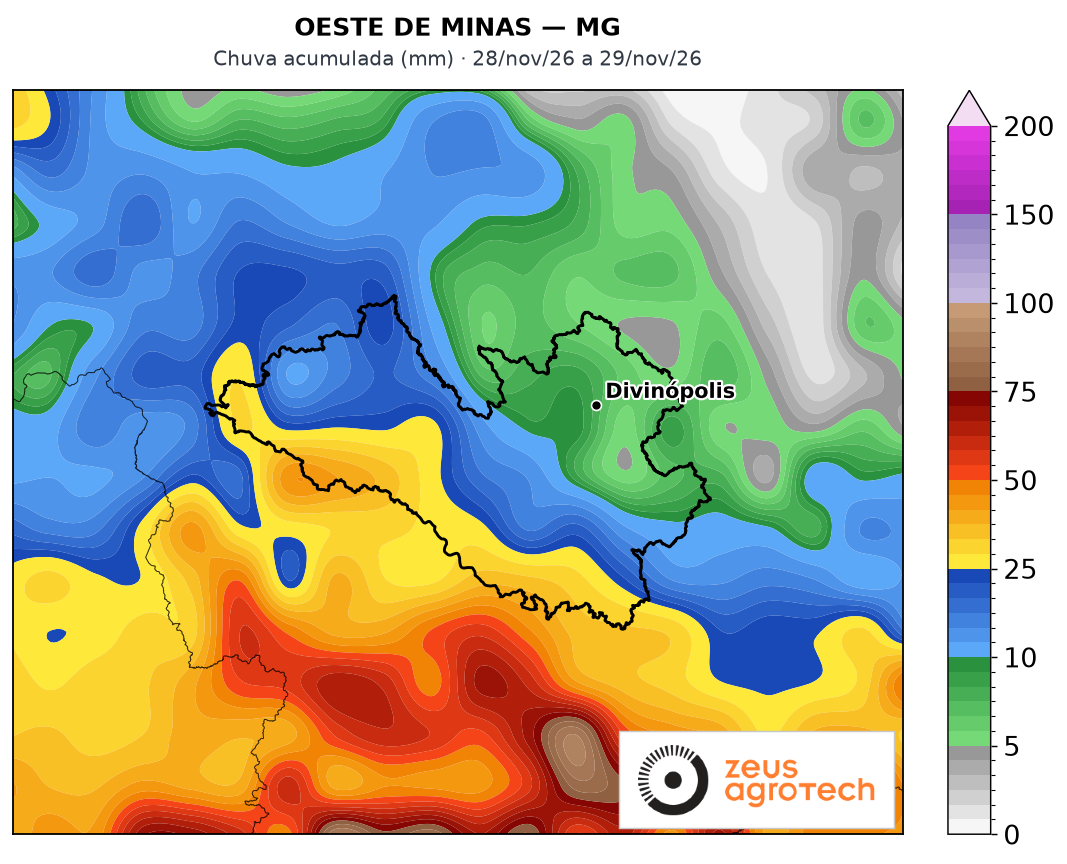 OESTE DE MINAS — MG
Chuva acumulada (mm) · 28/nov/26 a 29/nov/26
200
150
100
75
50
25
10
5
0
Divinópolis
zeus
agrotech